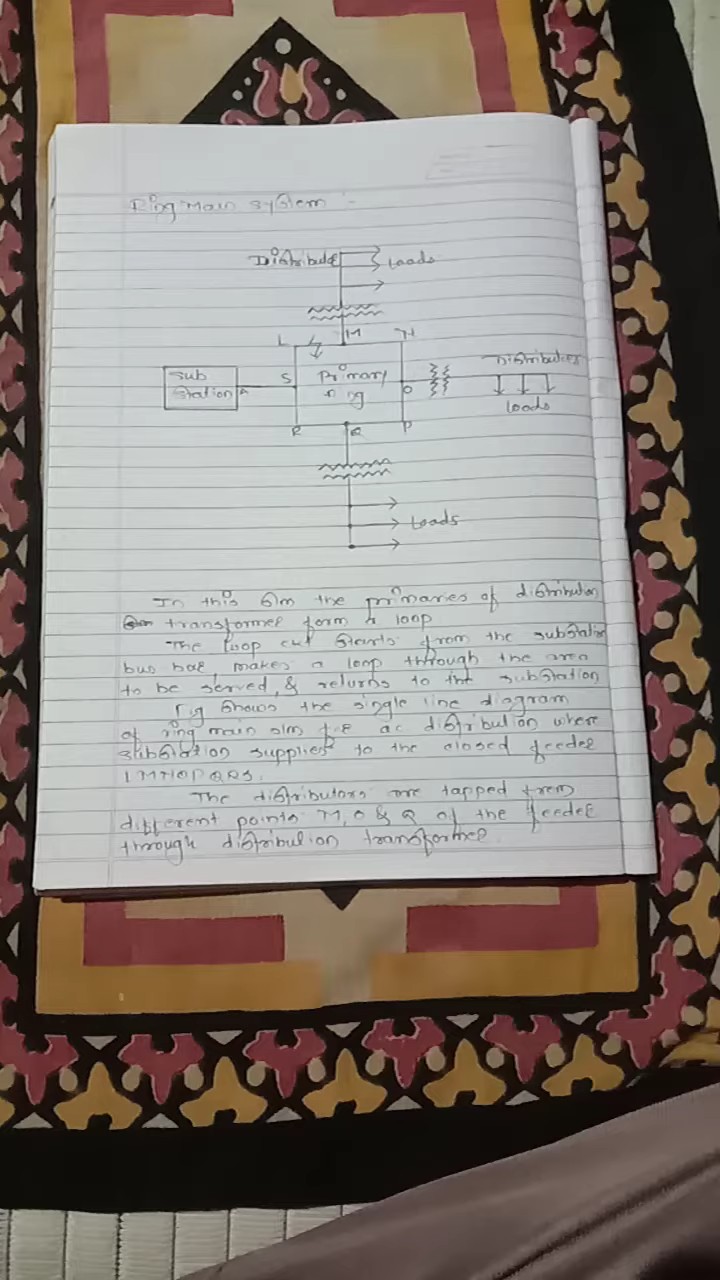 Ring main system :-
Distributor Loads
L M N
Sub station A S Primary ring O Distributor Loads
R Q P
Loads
In this s/m the primaries of distribution
transformer form a loop
The loop ckt starts from the substation
bus bar, makes a loop through the area
to be served, & returns to the substation
Fig shows the single line diagram
of ring main s/m for ac distribution where
substation supplies to the closed feeder
LMNOPQRS.
The distributors are tapped from
different points M, O & Q of the feeder
through distribution transformer.